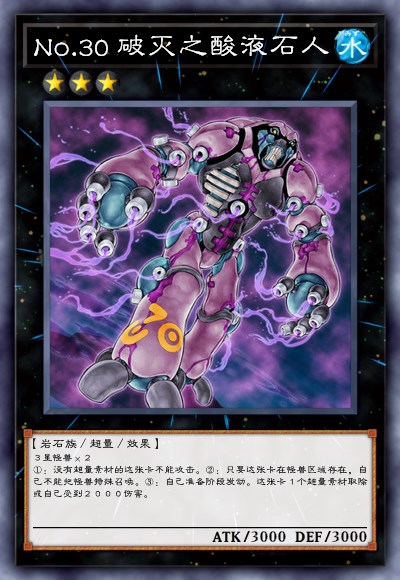 No.30 破灭之酸液石人
水
30
【岩石族／超量／效果】
３星怪兽×２
①：没有超量素材的这张卡不能攻击。②：只要这张卡在怪兽区域存在，自
己不能把怪兽特殊召唤。③：自己准备阶段发动。这张卡１个超量素材取除
或自己受到２０００伤害。
ATK/3000 DEF/3000